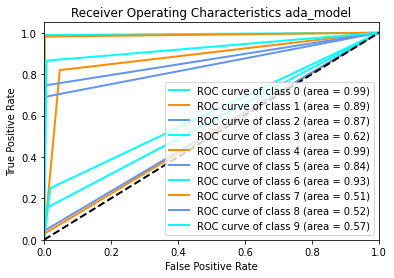 Receiver Operating Characteristics ada_model
True Positive Rate
1.0
0.8
0.6
0.4
0.2
0.0
ROC curve of class 0 (area = 0.99)
ROC curve of class 1 (area = 0.89)
ROC curve of class 2 (area = 0.87)
ROC curve of class 3 (area = 0.62)
ROC curve of class 4 (area = 0.99)
ROC curve of class 5 (area = 0.84)
ROC curve of class 6 (area = 0.93)
ROC curve of class 7 (area = 0.51)
ROC curve of class 8 (area = 0.52)
ROC curve of class 9 (area = 0.57)
0.0 0.2 0.4 0.6 0.8 1.0
False Positive Rate